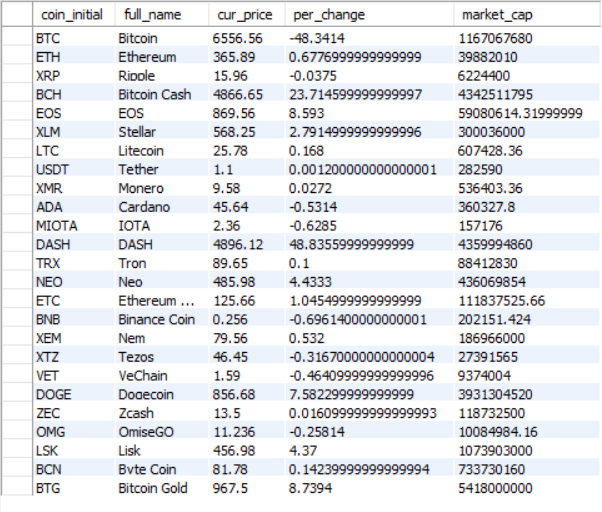 coin_initial full_name cur_price per_change market_cap
BTC Bitcoin 6556.56 -48.3414 1167067680
ETH Ethereum 365.89 0.6776999999999999 39882010
XRP Ripple 15.96 -0.0375 6224400
BCH Bitcoin Cash 4866.65 23.714599999999997 4342511795
EOS EOS 869.56 8.593 59080614.31999999
XLM Stellar 568.25 2.7914999999999996 300036000
LTC Litecoin 25.78 0.168 607428.36
USDT Tether 1.1 0.001200000000000001 282590
XMR Monero 9.58 0.0272 536403.36
ADA Cardano 45.64 -0.5314 360327.8
MIOTA IOTA 2.36 -0.6285 157176
DASH DASH 4896.12 48.83559999999999 4359994860
TRX Tron 89.65 0.1 88412830
NEO Neo 485.98 4.4333 436069854
ETC Ethereum ... 125.66 1.0454999999999999 111837525.66
BNB Binance Coin 0.256 -0.6961400000000001 202151.424
XEM Nem 79.56 0.532 186966000
XTZ Tezos 46.45 -0.31670000000000004 27391565
VET VeChain 1.59 -0.46409999999999996 9374004
DOGE Dogecoin 856.68 7.582299999999999 3931304520
ZEC Zcash 13.5 0.016099999999999993 118732500
OMG OmiseGO 11.236 -0.25814 10084984.16
LSK Lisk 456.98 4.37 1073903000
BCN Byte Coin 81.78 0.14239999999999994 733730160
BTG Bitcoin Gold 967.5 8.7394 5418000000